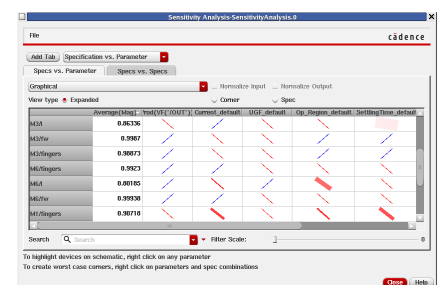 Sensitivity Analysis-SensitivityAnalysis.0
File
cādence
Add Tab Specification vs. Parameter
Specs vs. Parameter Specs vs. Specs
Graphical Normalize Input Normalize Output
View type Expanded Corner Spec
Average(Mag) Prod(VF("/OUT")) Current_default UGF_default Op_Region_default SettlingTime_default
M3/l 0.86336
M3/fw 0.9987
M3/fingers 0.98873
M6/fingers 0.9923
M6/l 0.80185
M6/fw 0.99938
M1/fingers 0.98718
Search Search Filter Scale: 0
To highlight devices on schematic, right click on any parameter
To create worst case corners, right click on parameters and spec combinations
Close Help